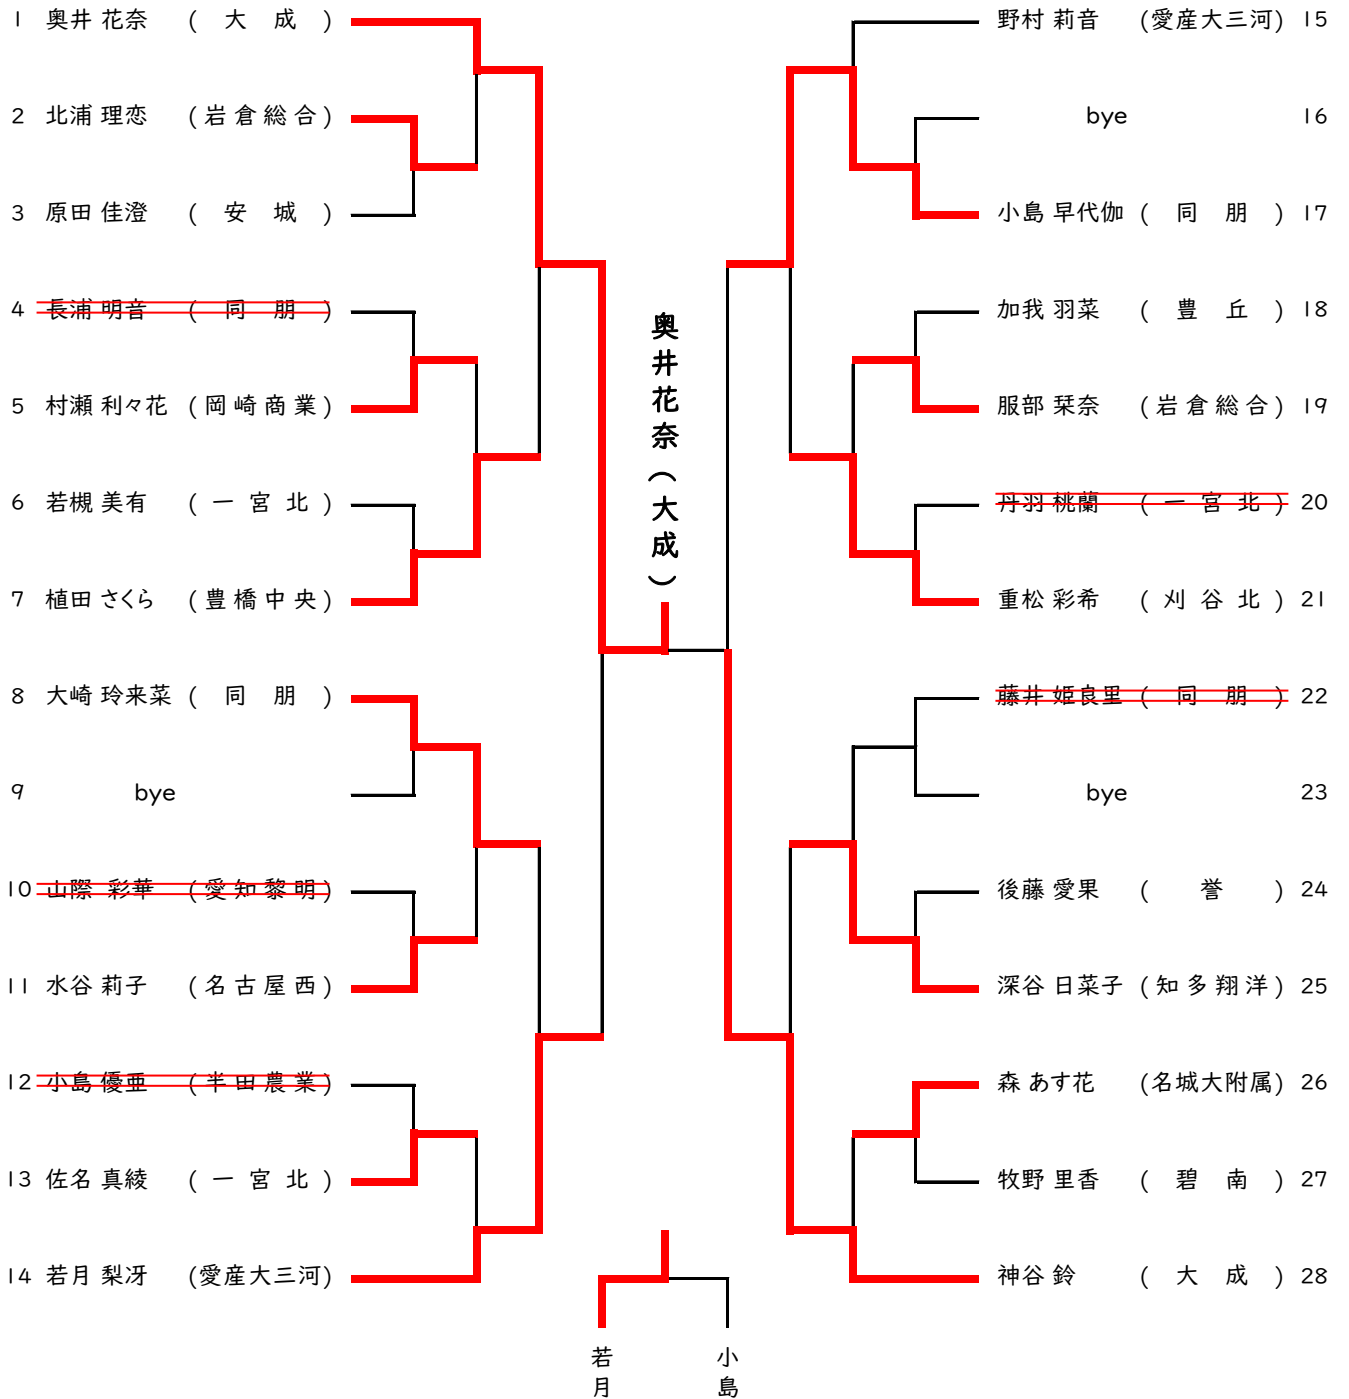 1 奥井 花奈 ( 大 成 )
2 北浦 理恋 ( 岩 倉 総 合 )
3 原田 佳澄 ( 安 城 )
4 長浦 明音 ( 同 朋 )
5 村瀬 利々花 ( 岡 崎 商 業 )
6 若槻 美有 ( 一 宮 北 )
7 植田 さくら ( 豊 橋 中 央 )
8 大崎 玲来菜 ( 同 朋 )
9 bye
10 山際 彩華 ( 愛 知 黎 明 )
11 水谷 莉子 ( 名 古 屋 西 )
12 小島 優亜 ( 半 田 農 業 )
13 佐名 真綾 ( 一 宮 北 )
14 若月 梨冴 (愛産大三河)
奥井花奈(大成)
若月
小島
野村 莉音 (愛産大三河) 15
bye 16
小島 早代伽 ( 同 朋 ) 17
加我 羽菜 ( 豊 丘 ) 18
服部 栞奈 ( 岩 倉 総 合 ) 19
丹羽 桃蘭 ( 一 宮 北 ) 20
重松 彩希 ( 刈 谷 北 ) 21
藤井 姫良里 ( 同 朋 ) 22
bye 23
後藤 愛果 ( 誉 ) 24
深谷 日菜子 ( 知 多 翔 洋 ) 25
森 あす花 (名城大附属) 26
牧野 里香 ( 碧 南 ) 27
神谷 鈴 ( 大 成 ) 28